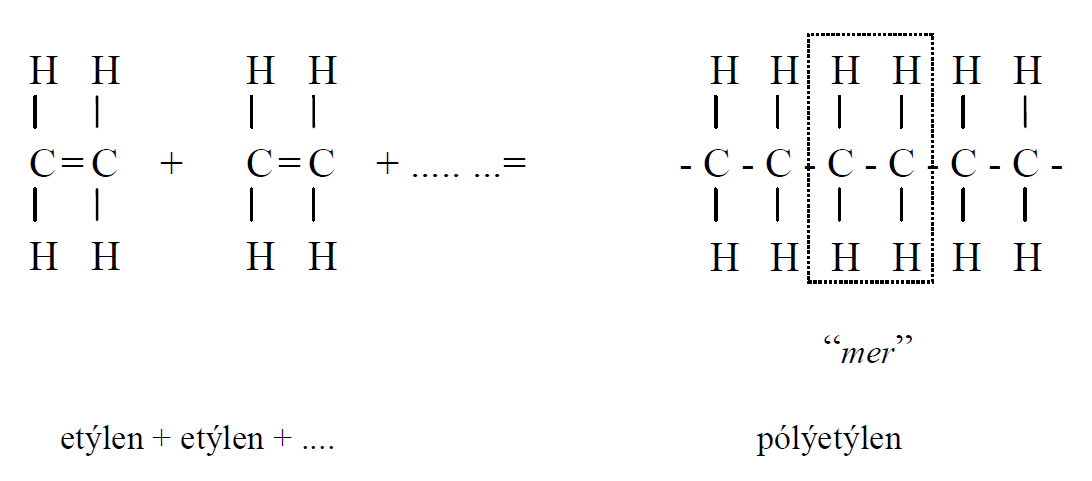 H H H H H H H H H H
C=C + C=C + ..... ...= - C - C - C - C - C - C -
H H H H H H H H H H
“mer”
etýlen + etýlen + .... pólýetýlen